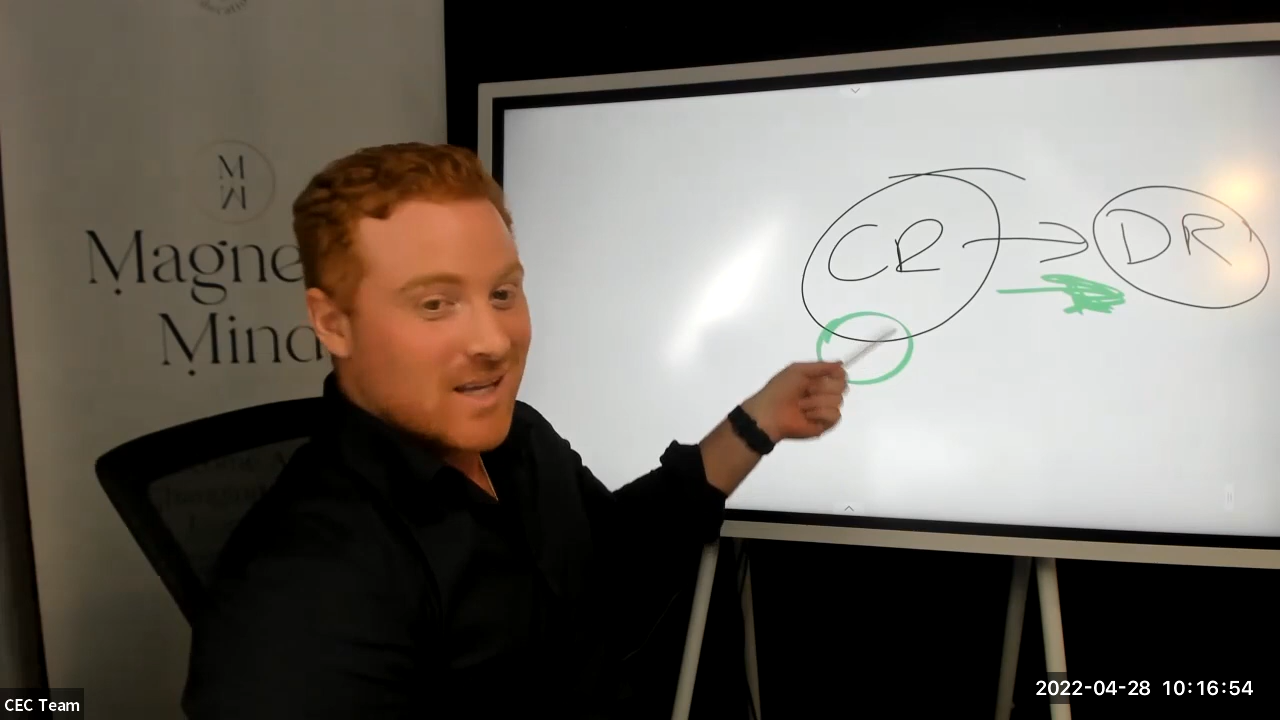 M
M
Magne
Mind
CR → DR
CEC Team
2022-04-28 10:16:54